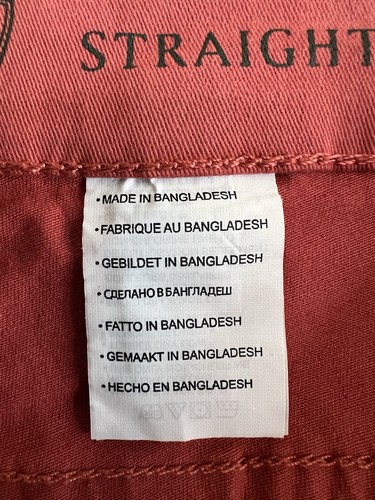 STRAIGHT
• MADE IN BANGLADESH
• FABRIQUE AU BANGLADESH
• GEBILDET IN BANGLADESH
• СДЕЛАНО В БАНГЛАДЕШ
• FATTO IN BANGLADESH
• GEMAAKT IN BANGLADESH
• HECHO EN BANGLADESH